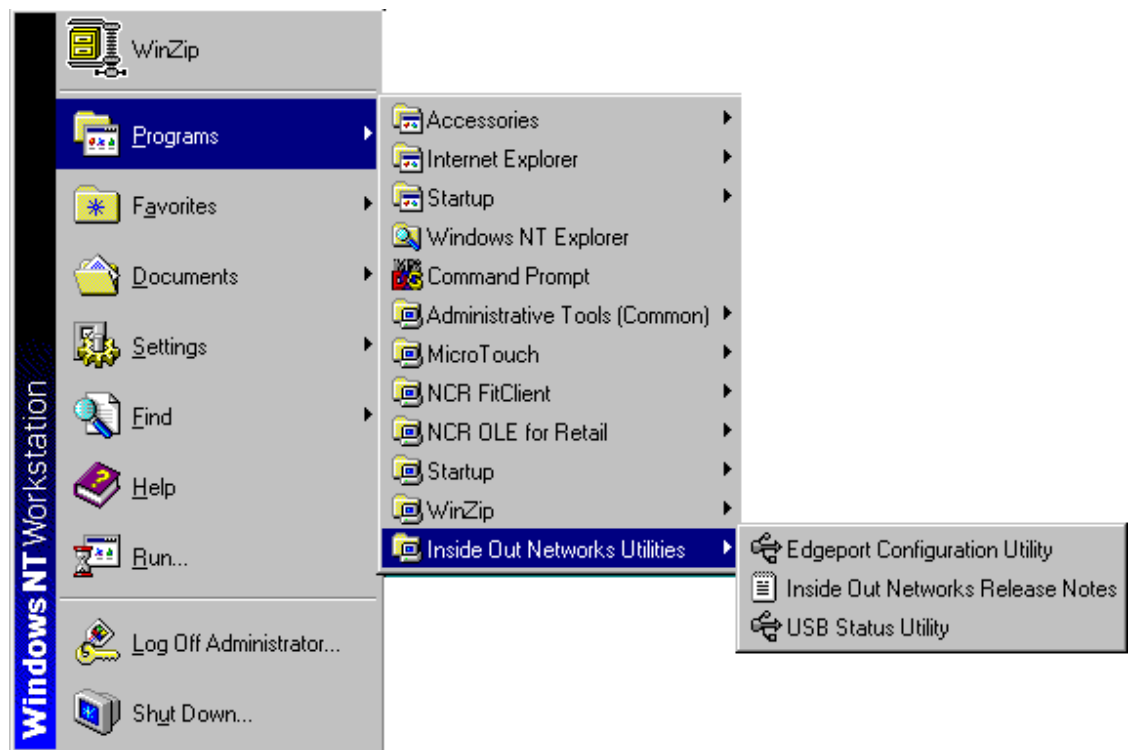 WinZip
Programs
Favorites
Documents
Settings
Find
Help
Run...
Log Off Administrator...
Shut Down...
Windows NT Workstation
Accessories
Internet Explorer
Startup
Windows NT Explorer
Command Prompt
Administrative Tools (Common)
MicroTouch
NCR FitClient
NCR OLE for Retail
Startup
WinZip
Inside Out Networks Utilities
Edgeport Configuration Utility
Inside Out Networks Release Notes
USB Status Utility